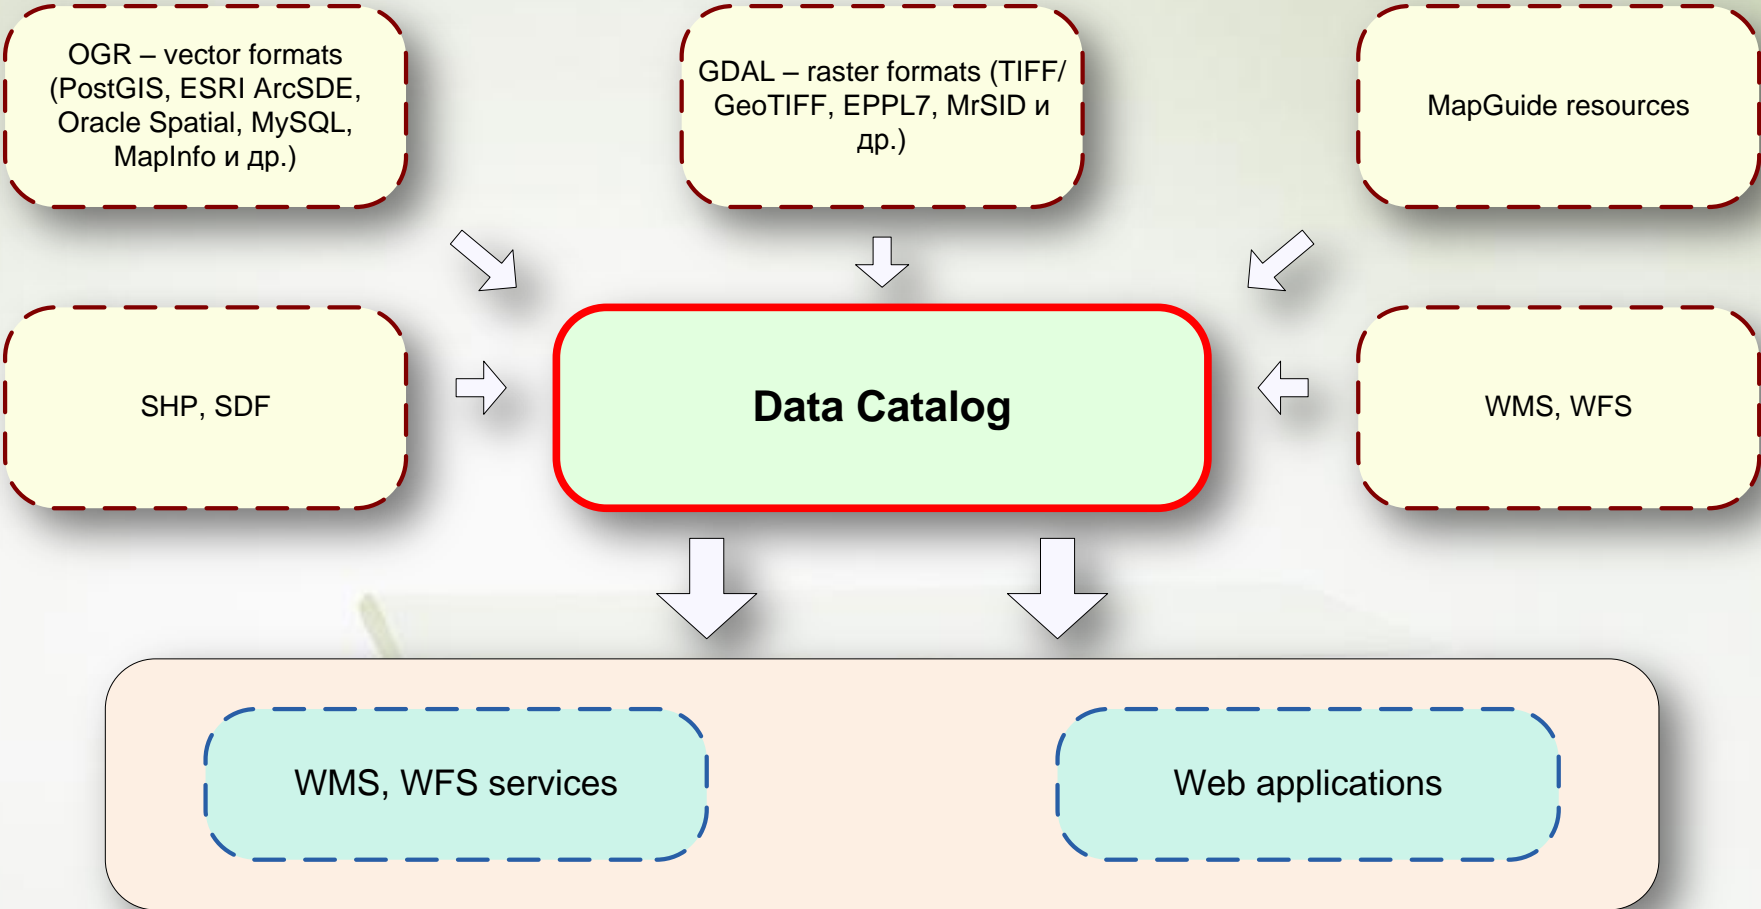 OGR – vector formats
(PostGIS, ESRI ArcSDE,
Oracle Spatial, MySQL,
MapInfo и др.)
GDAL – raster formats (TIFF/
GeoTIFF, EPPL7, MrSID и
др.)
MapGuide resources
SHP, SDF
Data Catalog
WMS, WFS
WMS, WFS services
Web applications